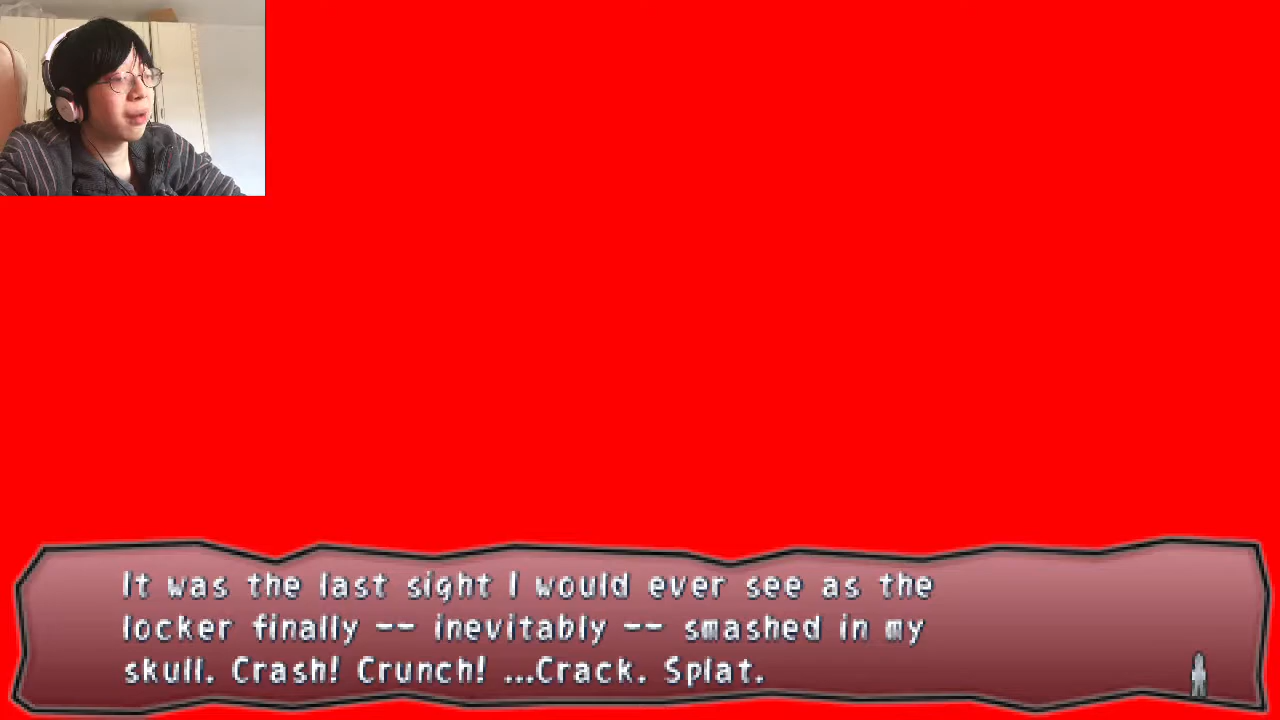 It was the last sight I would ever see as the
locker finally -- inevitably -- smashed in my
skull. Crash! Crunch! ...Crack. Splat.